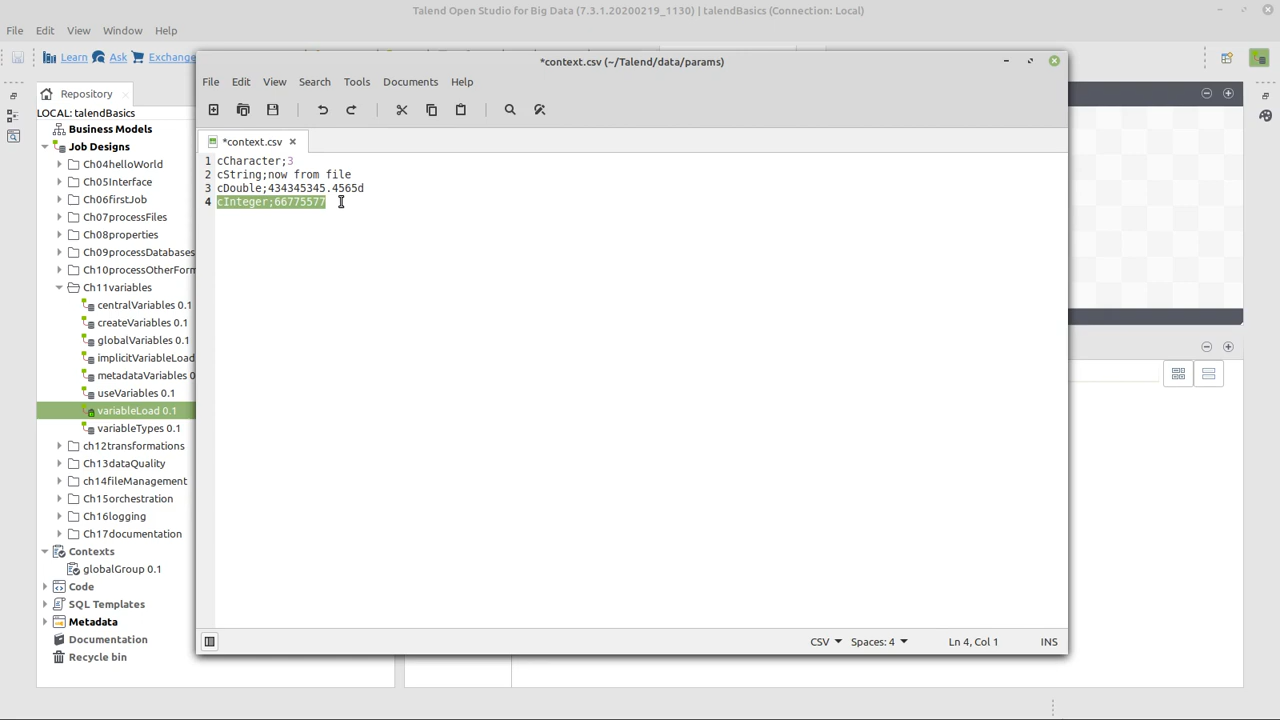 Talend Open Studio for Big Data (7.3.1.20200219_1130) | talendBasics (Connection: Local)
File Edit View Window Help
Learn Ask Exchange
*context.csv (~/Talend/data/params)
File Edit View Search Tools Documents Help
*context.csv
1 cCharacter;3
2 cString;now from file
3 cDouble;434345345.4565d
4 cInteger;66775577
CSV Spaces: 4 Ln 4, Col 1 INS
Repository
LOCAL: talendBasics
Business Models
Job Designs
Ch04helloWorld
Ch05Interface
Ch06firstJob
Ch07processFiles
Ch08properties
Ch09processDatabases
Ch10processOtherForm
Ch11variables
centralVariables 0.1
createVariables 0.1
globalVariables 0.1
implicitVariableLoad
metadataVariables 0
useVariables 0.1
variableLoad 0.1
variableTypes 0.1
ch12transformations
Ch13dataQuality
ch14fileManagement
Ch15orchestration
Ch16logging
Ch17documentation
Contexts
globalGroup 0.1
Code
SQL Templates
Metadata
Documentation
Recycle bin